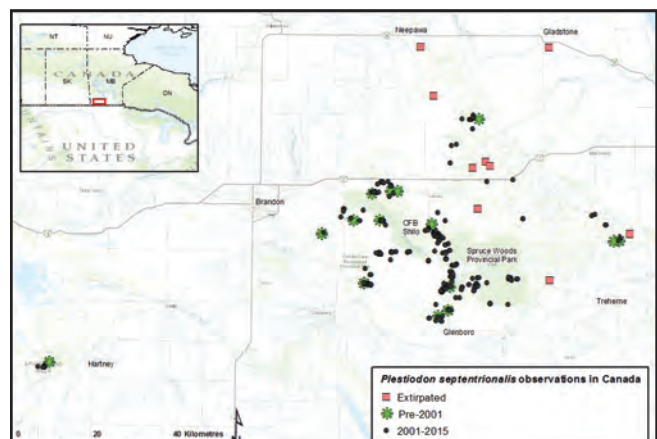 Neepawa
Gladstone
NT
NU
CANADA
SK
MB
ON
UNITED
STATES
Brandon
CFB
Shilo
Spruce Woods
Provincial Park
Treherne
Glenboro
Hartney
Plestiodon septentrionalis observations in Canada
Extirpated
Pre-2001
2001-2015
0
20
40 Kilometres